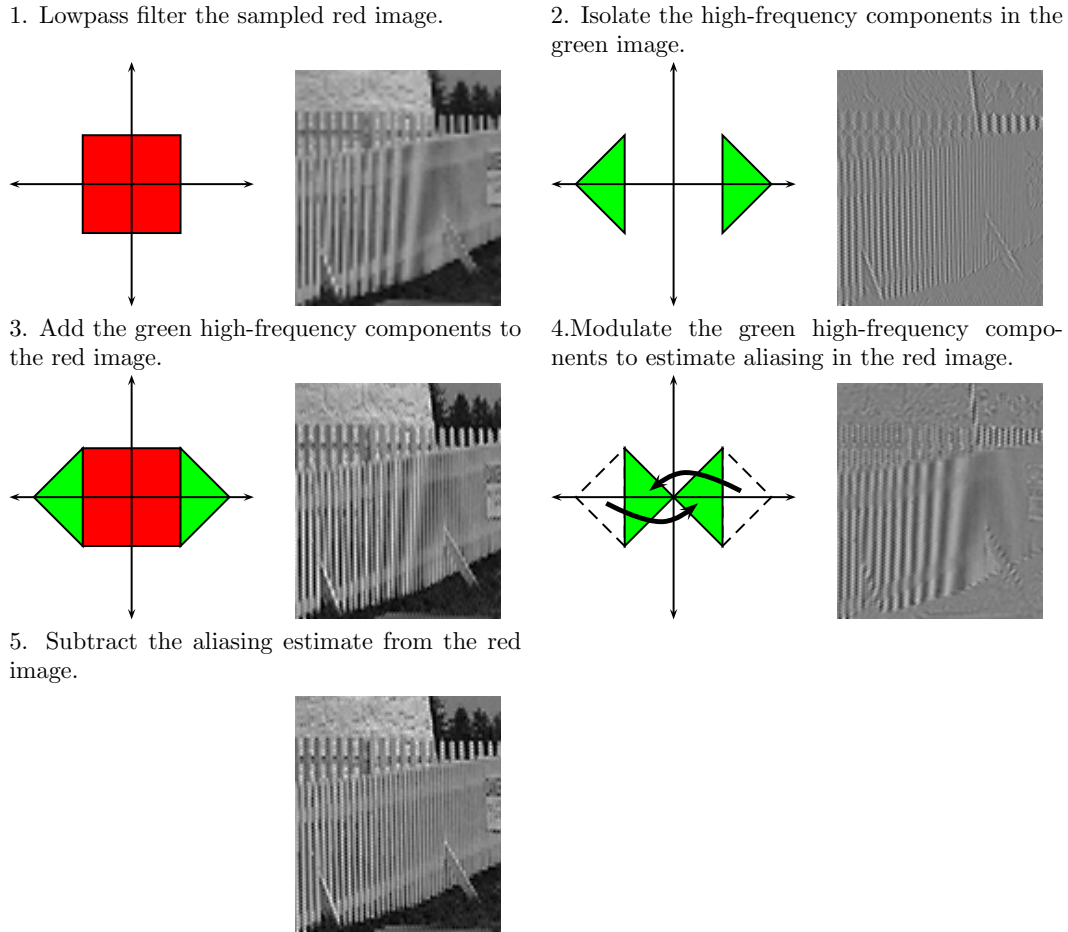 1. Lowpass filter the sampled red image.
2. Isolate the high-frequency components in the
green image.
3. Add the green high-frequency components to
the red image.
4.Modulate the green high-frequency compo-
nents to estimate aliasing in the red image.
5. Subtract the aliasing estimate from the red
image.